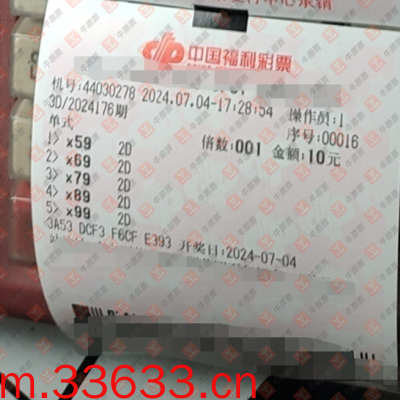 中国福利彩票
机号:44030278 2024.07.04-17:28:54 操作员:1
3D/2024176期 序号:00016
单式 倍数:001 金额:10元
1> x59 2D
2> x69 2D
3> x79 2D
4> x89 2D
5> x99 2D
3A53 DCF3 F6CF E393 开奖日:2024-07-04
m.33633.cn